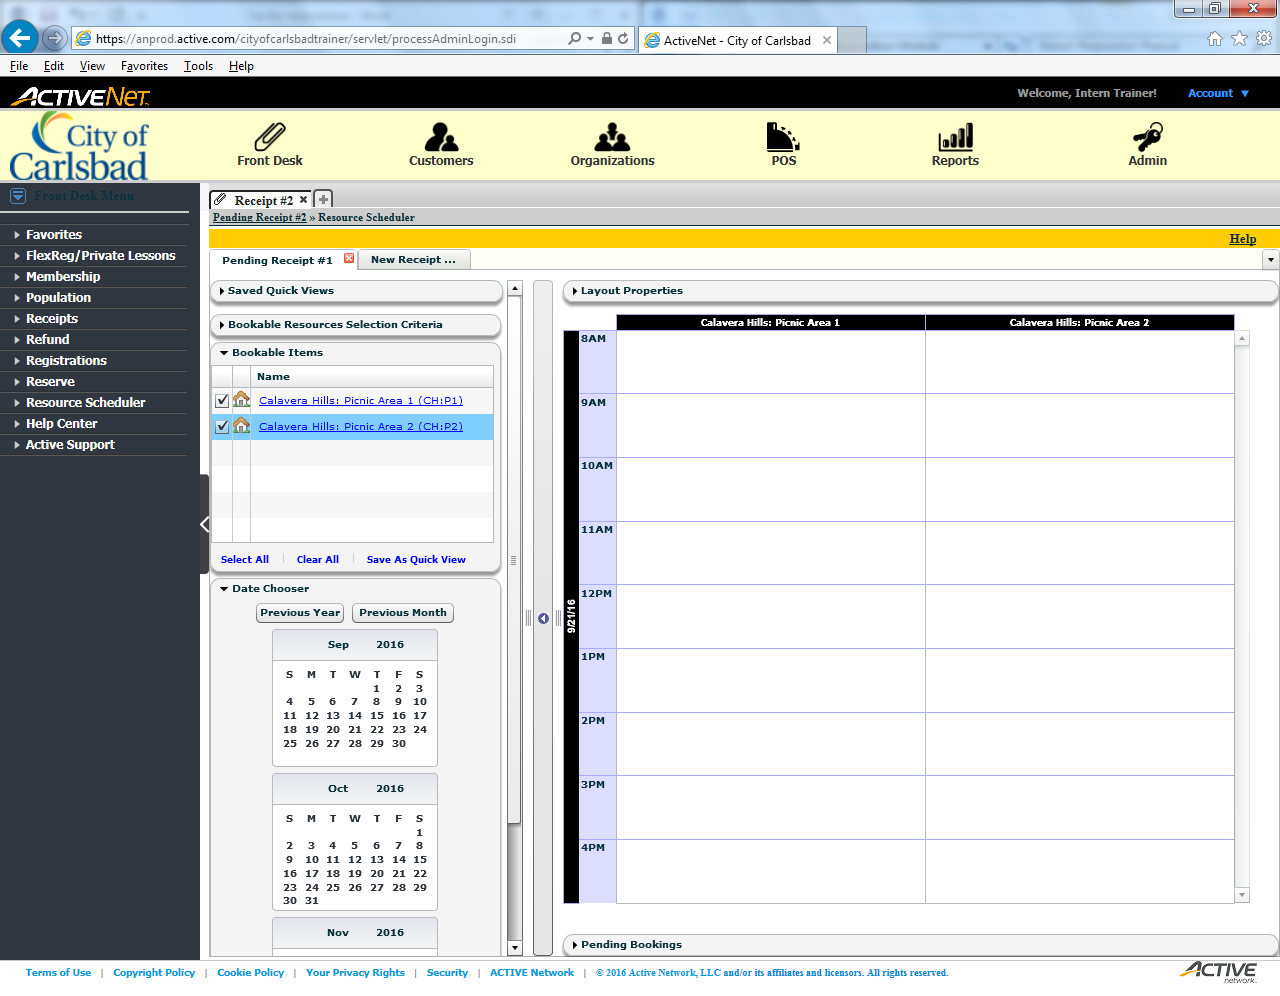 https://anprod.active.com/cityofcarlsbadtrainer/servlet/processAdminLogin.sdi
ActiveNet - City of Carlsbad
File Edit View Favorites Tools Help
ACTIVENET
Welcome, Intern Trainer!
Account
City of
Carlsbad
Front Desk
Customers
Organizations
POS
Reports
Admin
Front Desk Menu
Favorites
FlexReg/Private Lessons
Membership
Population
Receipts
Refund
Registrations
Reserve
Resource Scheduler
Help Center
Active Support
Receipt #2
Pending Receipt #2 » Resource Scheduler
Help
Pending Receipt #1
New Receipt ...
Saved Quick Views
Bookable Resources Selection Criteria
Bookable Items
Name
Calavera Hills: Picnic Area 1 (CH:P1)
Calavera Hills: Picnic Area 2 (CH:P2)
Select All
Clear All
Save As Quick View
Date Chooser
Previous Year
Previous Month
Sep 2016
S M T W T F S
1 2 3
4 5 6 7 8 9 10
11 12 13 14 15 16 17
18 19 20 21 22 23 24
25 26 27 28 29 30
Oct 2016
S M T W T F S
1
2 3 4 5 6 7 8
9 10 11 12 13 14 15
16 17 18 19 20 21 22
23 24 25 26 27 28 29
30 31
Nov 2016
Layout Properties
Calavera Hills: Picnic Area 1
Calavera Hills: Picnic Area 2
9/21/16
8AM
9AM
10AM
11AM
12PM
1PM
2PM
3PM
4PM
Pending Bookings
Terms of Use | Copyright Policy | Cookie Policy | Your Privacy Rights | Security | ACTIVE Network | © 2016 Active Network, LLC and/or its affiliates and licensors. All rights reserved.
ACTIVE
network